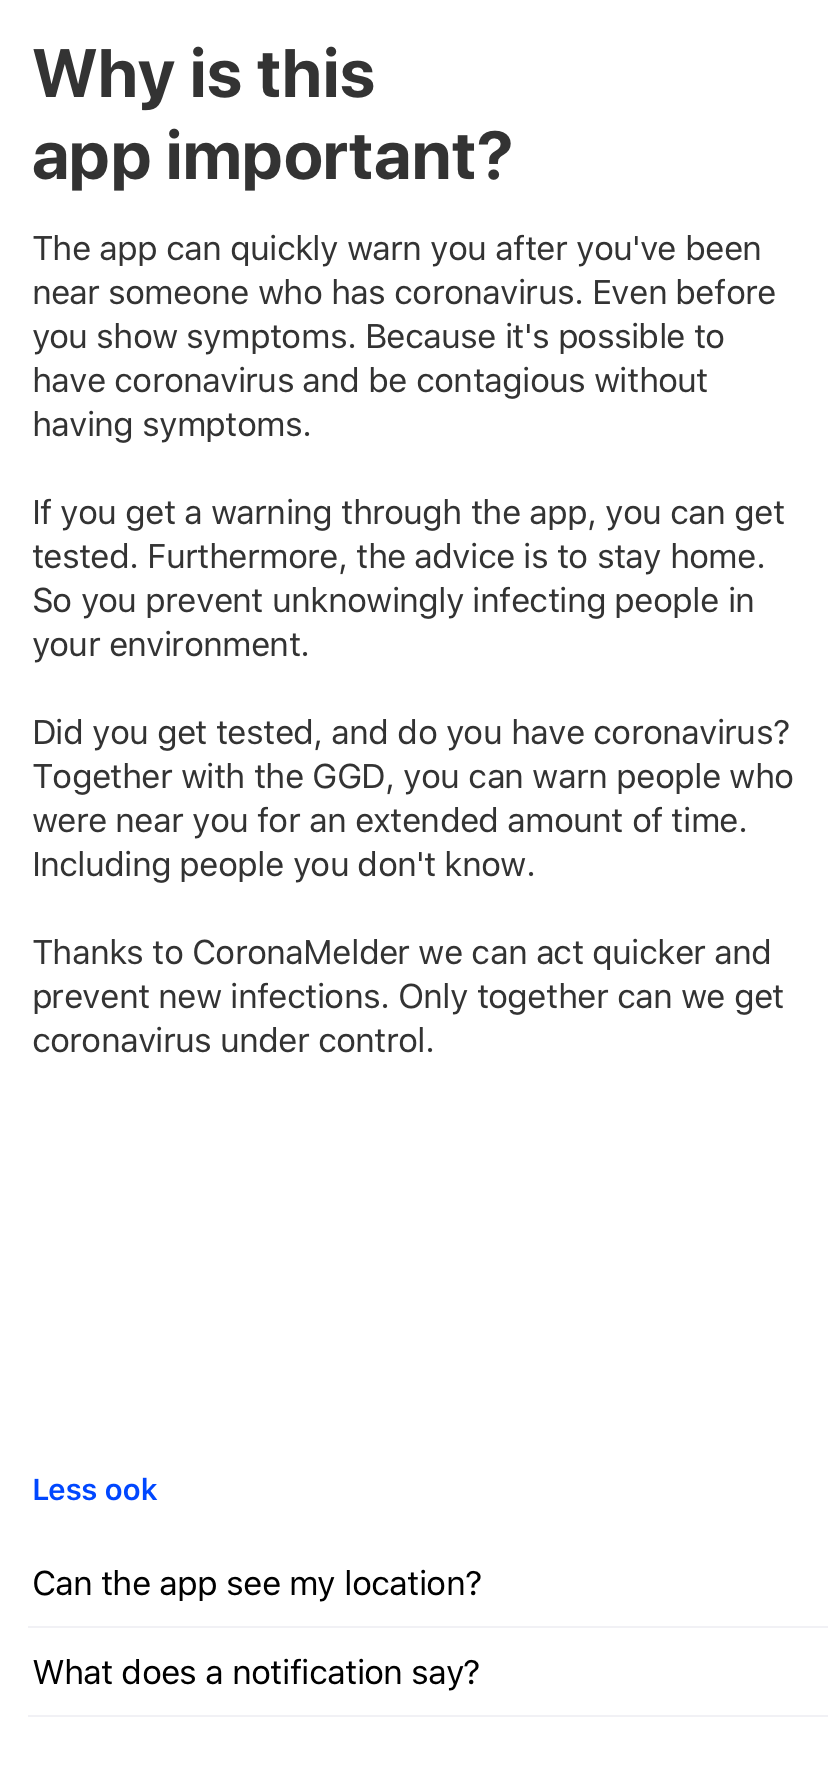 Why is this
app important?
The app can quickly warn you after you've been
near someone who has coronavirus. Even before
you show symptoms. Because it's possible to
have coronavirus and be contagious without
having symptoms.
If you get a warning through the app, you can get
tested. Furthermore, the advice is to stay home.
So you prevent unknowingly infecting people in
your environment.
Did you get tested, and do you have coronavirus?
Together with the GGD, you can warn people who
were near you for an extended amount of time.
Including people you don't know.
Thanks to CoronaMelder we can act quicker and
prevent new infections. Only together can we get
coronavirus under control.
Less ook
Can the app see my location?
What does a notification say?